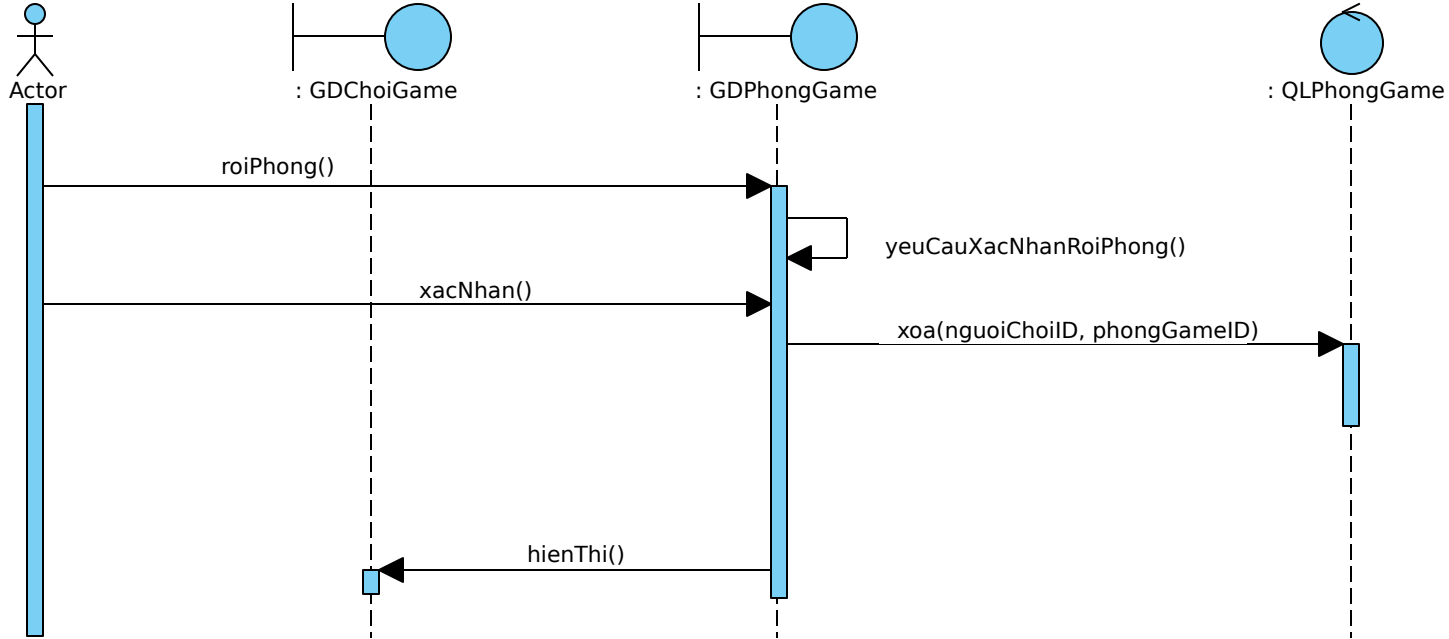 Actor
: GDChoiGame
: GDPhongGame
: QLPhongGame
roiPhong()
yeuCauXacNhanRoiPhong()
xacNhan()
xoa(nguoiChoiID, phongGameID)
hienThi()